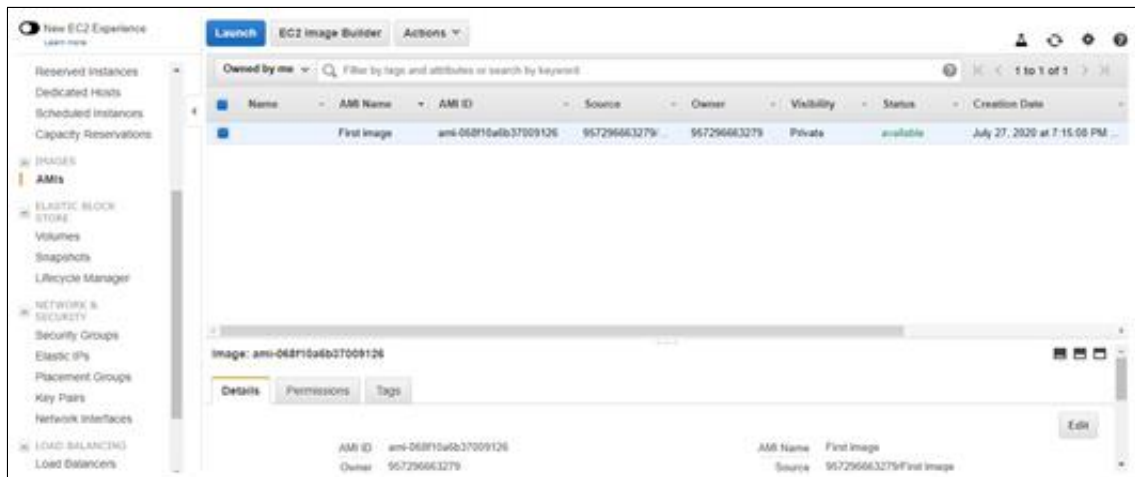 New EC2 Experience
Learn more
Launch EC2 Image Builder Actions
Reserved Instances
Dedicated Hosts
Scheduled Instances
Capacity Reservations
IMAGES
AMIs
ELASTIC BLOCK STORE
Volumes
Snapshots
Lifecycle Manager
NETWORK & SECURITY
Security Groups
Elastic IPs
Placement Groups
Key Pairs
Network Interfaces
LOAD BALANCING
Load Balancers
Owned by me Filter by tags and attributes or search by keyword 1 to 1 of 1
Name AMI Name AMI ID Source Owner Visibility Status Creation Date
First image ami-068f10a6b37009126 957296663279/... 957296663279 Private available July 27, 2020 at 7:15:08 PM ...
Image: ami-068f10a6b37009126
Details Permissions Tags
Edit
AMI ID ami-068f10a6b37009126 AMI Name First image
Owner 957296663279 Source 957296663279/First image